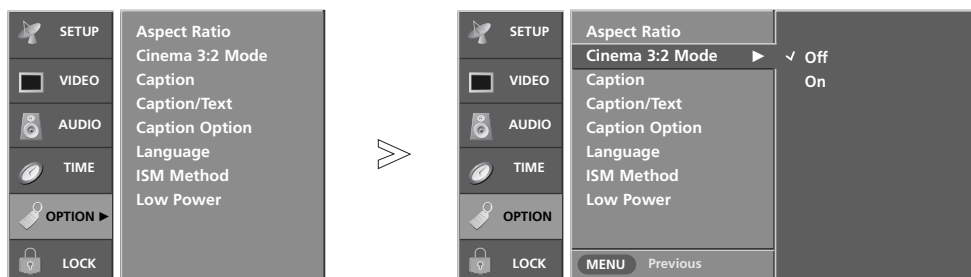 SETUP
VIDEO
AUDIO
TIME
OPTION ►
LOCK
Aspect Ratio
Cinema 3:2 Mode
Caption
Caption/Text
Caption Option
Language
ISM Method
Low Power
SETUP
VIDEO
AUDIO
TIME
OPTION
LOCK
Aspect Ratio
Cinema 3:2 Mode ►
Caption
Caption/Text
Caption Option
Language
ISM Method
Low Power
MENU Previous
✓ Off
On